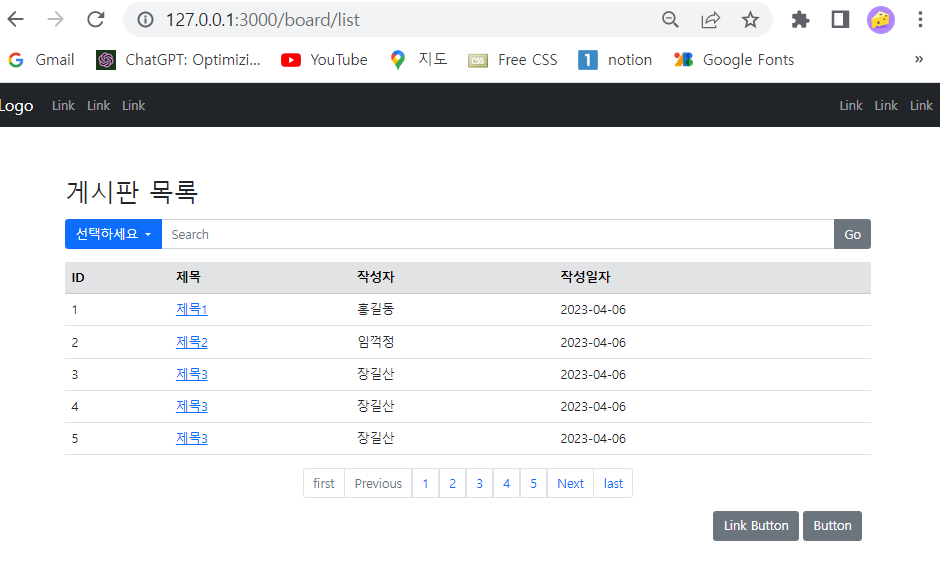 127.0.0.1:3000/board/list
Gmail ChatGPT: Optimizi... YouTube 지도 Free CSS notion Google Fonts »
Logo Link Link Link Link Link Link
게시판 목록
선택하세요 Search Go
ID 제목 작성자 작성일자
1 제목1 홍길동 2023-04-06
2 제목2 임꺽정 2023-04-06
3 제목3 장길산 2023-04-06
4 제목3 장길산 2023-04-06
5 제목3 장길산 2023-04-06
first Previous 1 2 3 4 5 Next last
Link Button Button